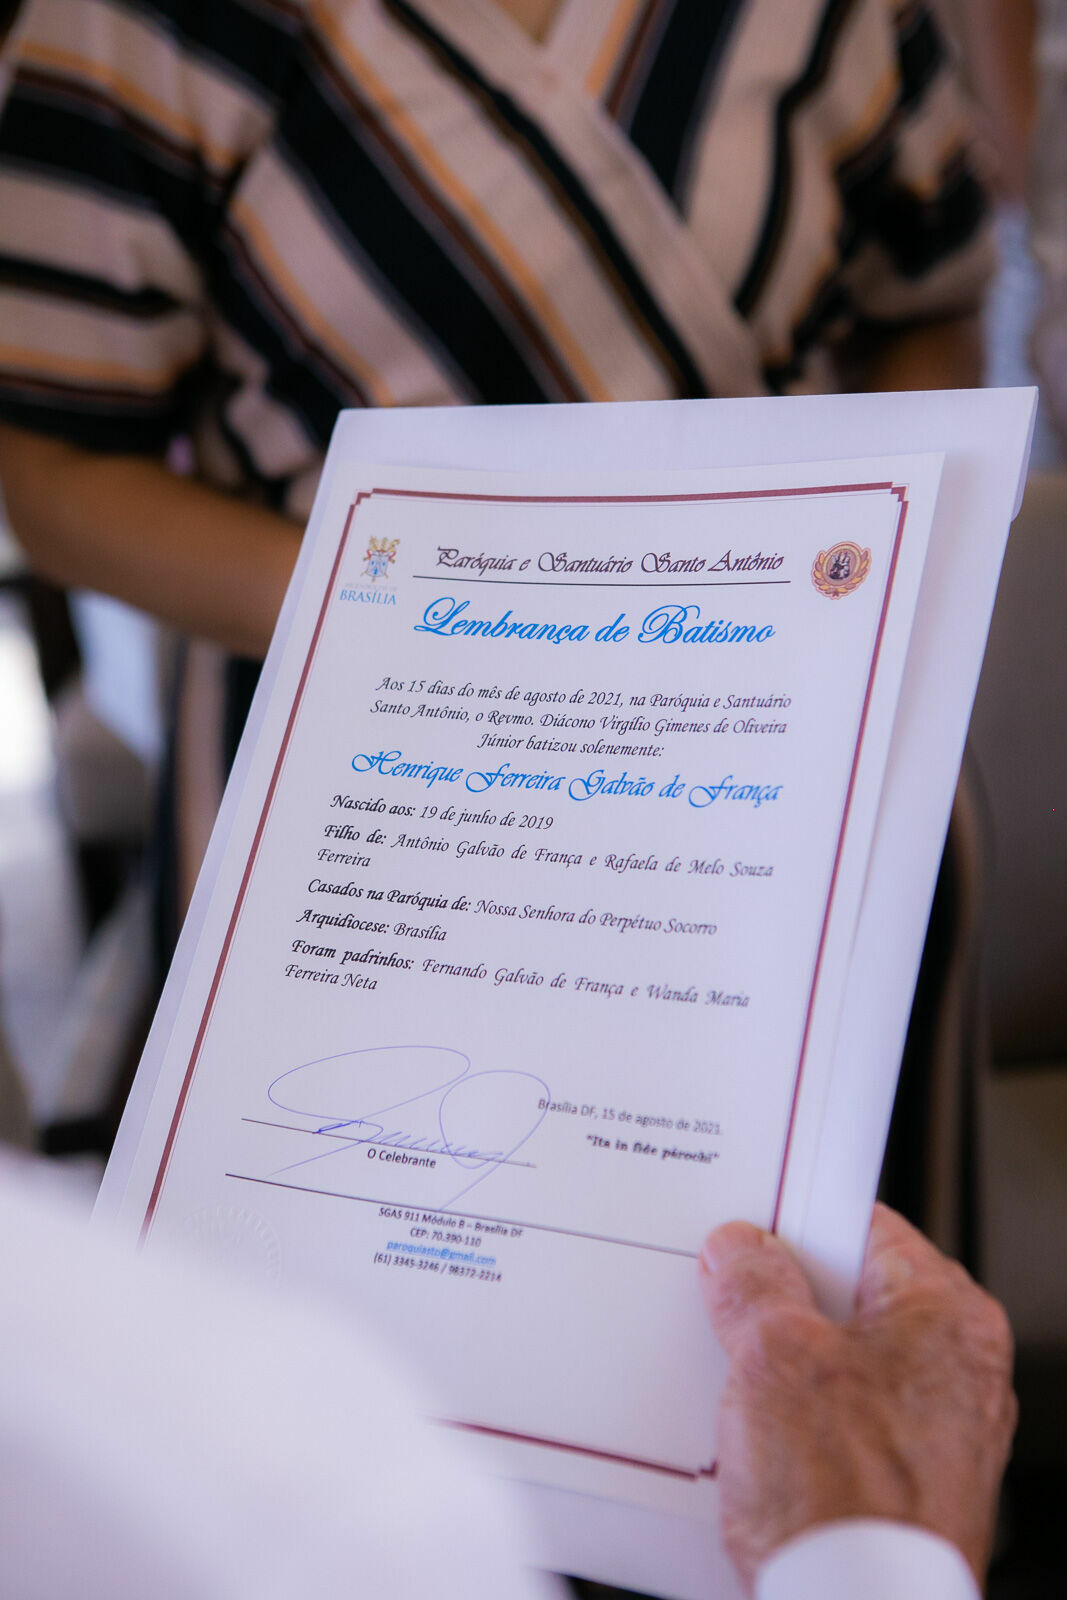 Paróquia e Santuário Santo Antônio
BRASÍLIA
Lembrança de Batismo
Aos 15 dias do mês de agosto de 2021, na Paróquia e Santuário
Santo Antônio, o Revmo. Diácono Virgílio Gimenes de Oliveira
Júnior batizou solenemente:
Henrique Ferreira Galvão de França
Nascido aos: 19 de junho de 2019
Filho de: Antônio Galvão de França e Rafaela de Melo Souza
Ferreira
Casados na Paróquia de: Nossa Senhora do Perpétuo Socorro
Arquidiocese: Brasília
Foram padrinhos: Fernando Galvão de França e Wanda Maria
Ferreira Neta
Brasília DF, 15 de agosto de 2021.
"Ita in fide parochi"
O Celebrante
SGAS 911 Módulo B – Brasília DF
CEP: 70.390-110
paroquiasto@gmail.com
(61) 3345-3246 / 98372-2214